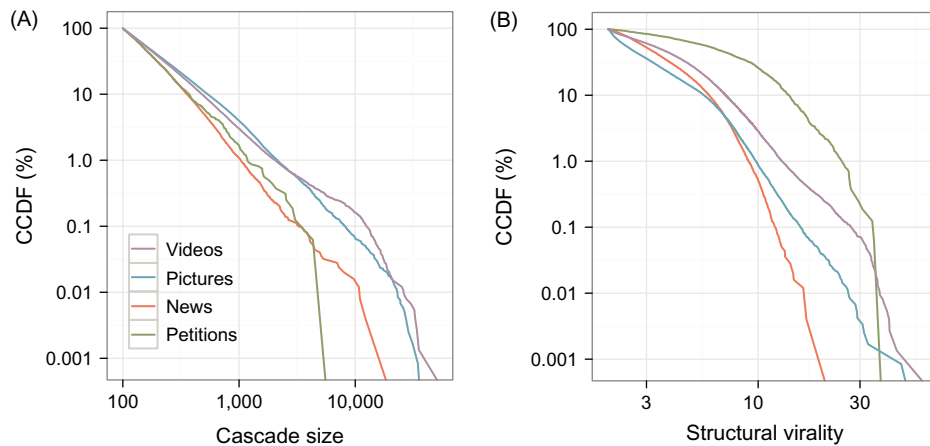 (A)
CCDF (%)
100
10
1.0
0.1
0.01
0.001
Videos
Pictures
News
Petitions
100 1,000 10,000
Cascade size
(B)
CCDF (%)
100
10
1.0
0.1
0.01
0.001
3 10 30
Structural virality